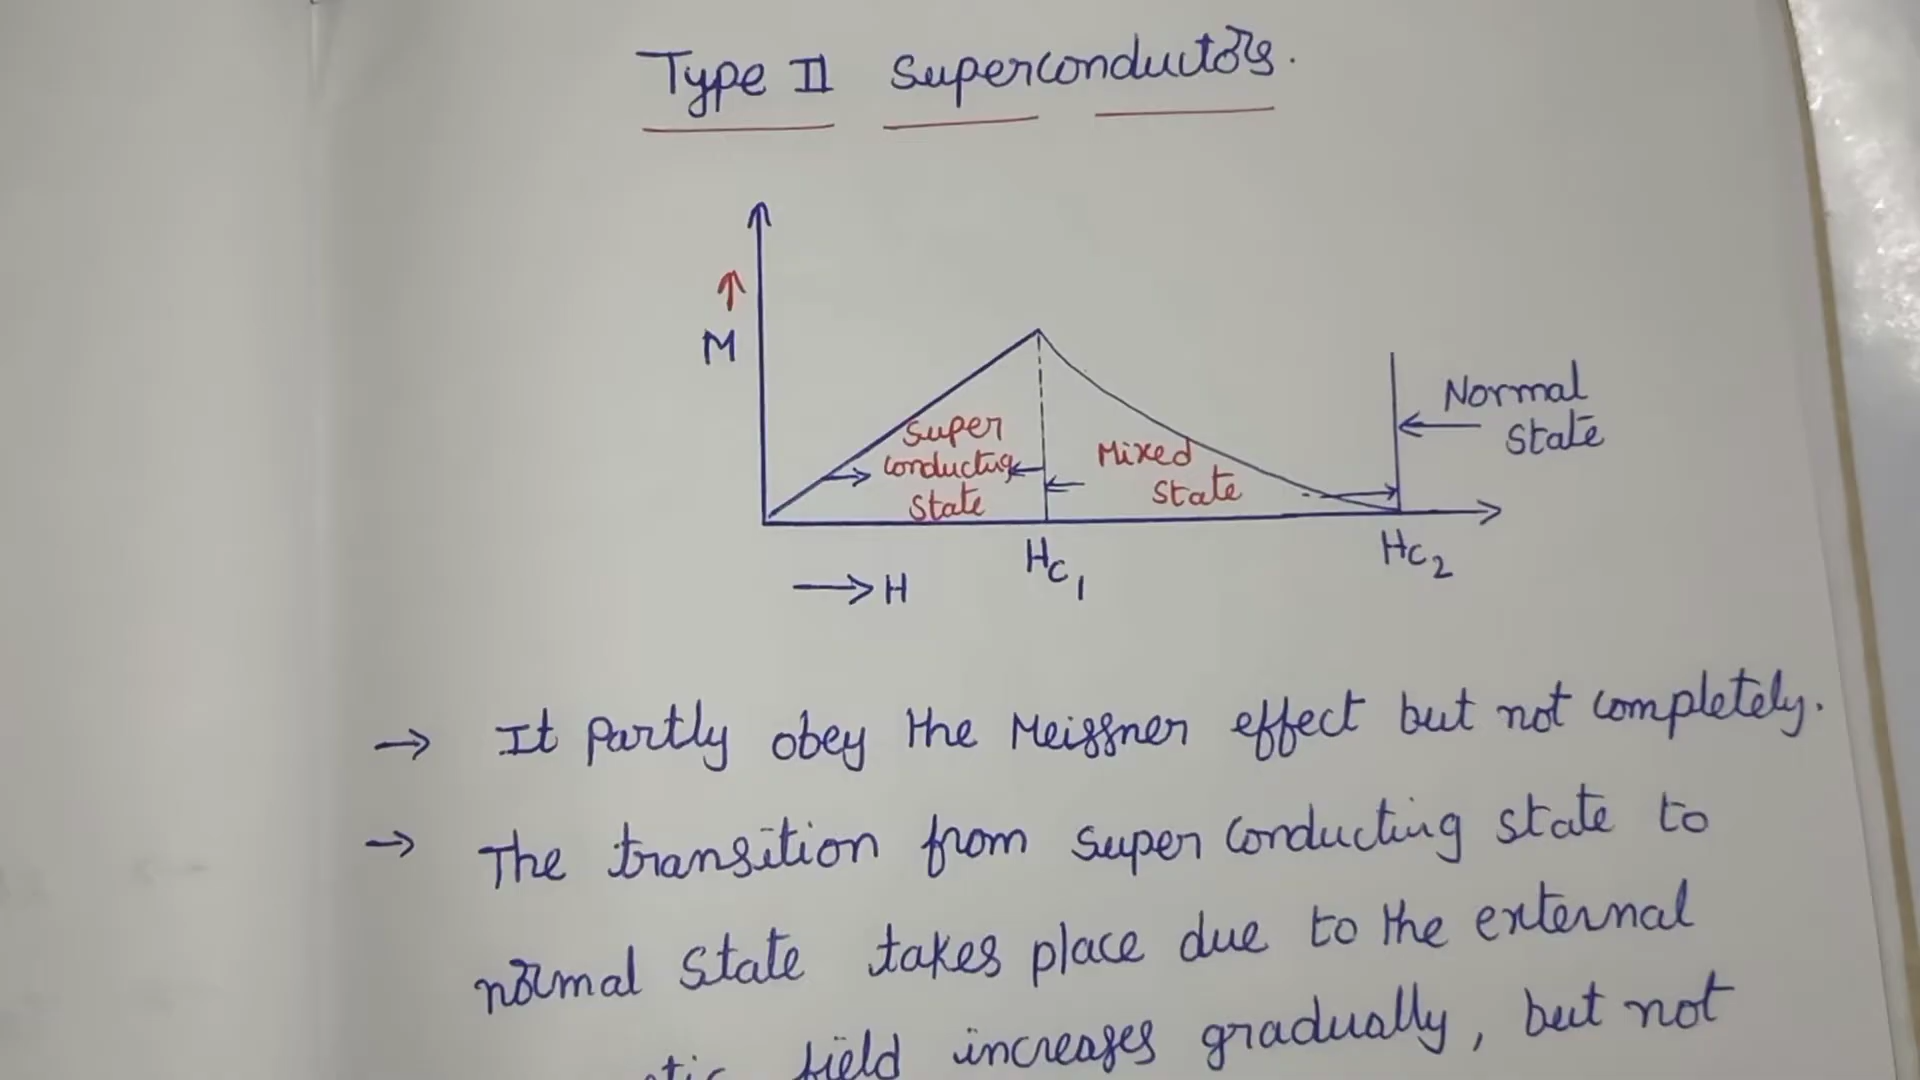 Type II Superconductors.
↑
M
Super
conducting
State
Mixed
State
Normal
State
Hc1
Hc2
→ H
→ It Partly obey the Meissner effect but not completely.
→ The transition from Super conducting state to
normal State takes place due to the external
field increases gradually, but not